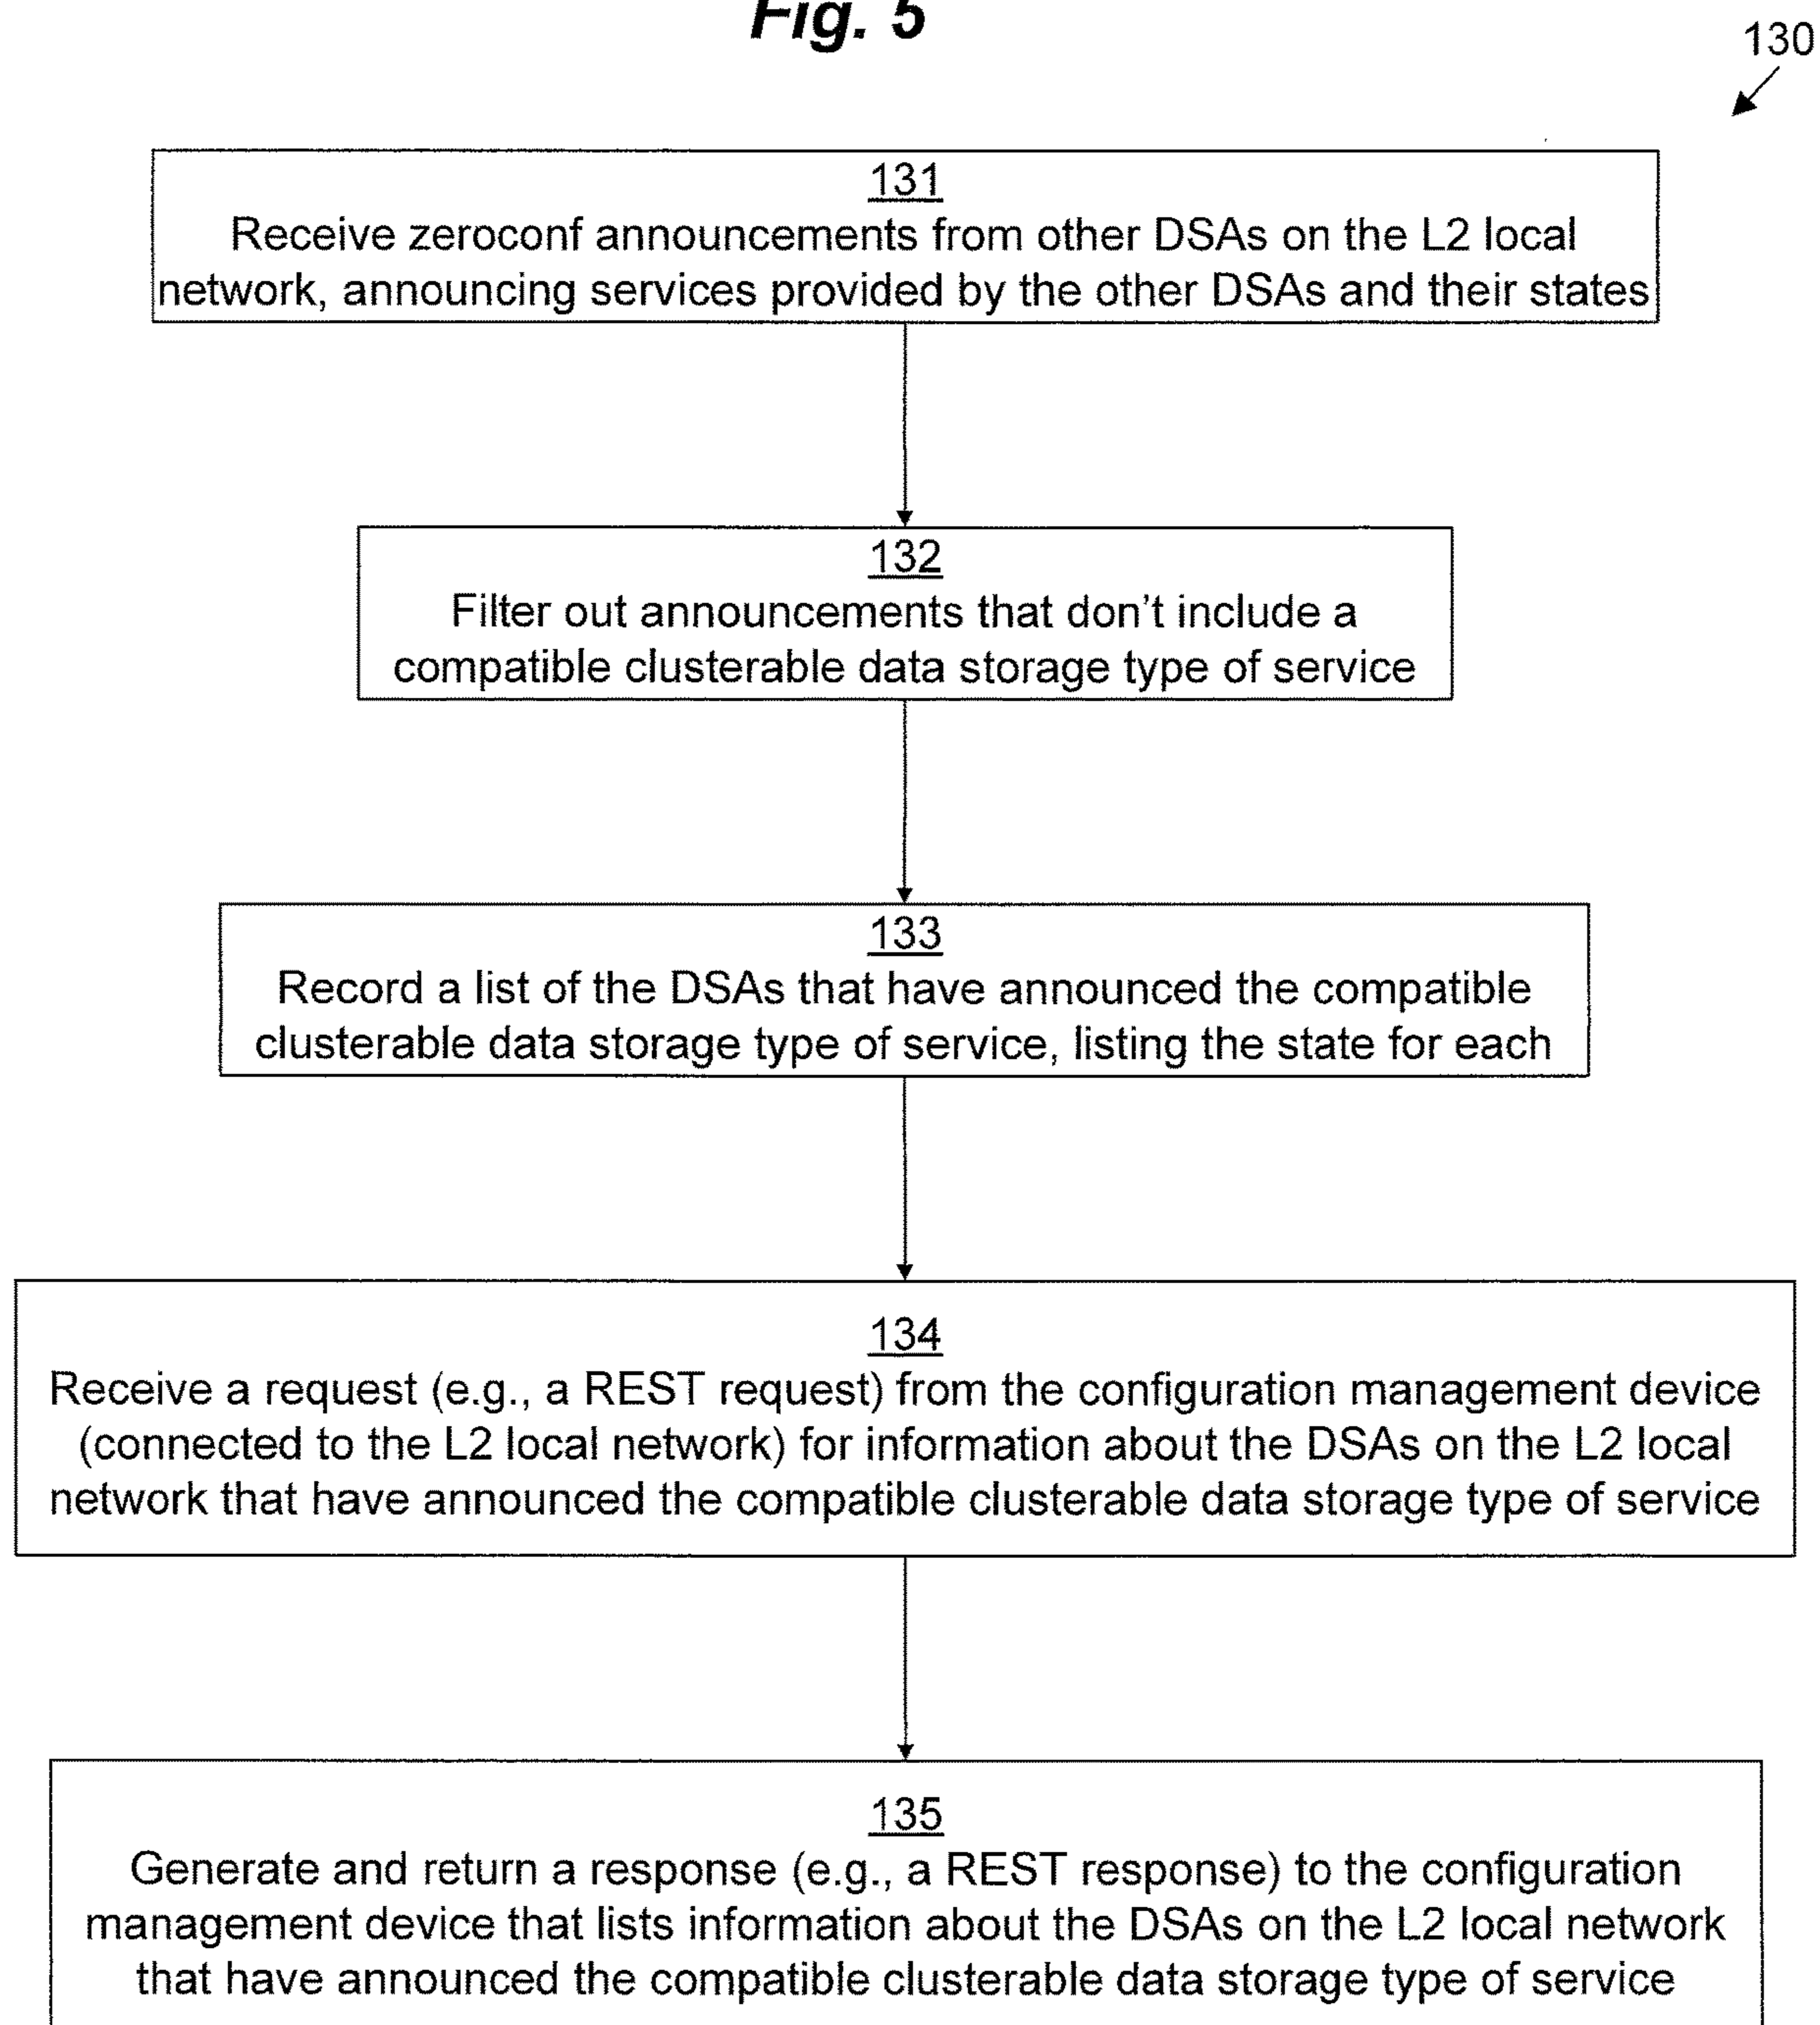 Fig. 5
130
131
Receive zeroconf announcements from other DSAs on the L2 local
network, announcing services provided by the other DSAs and their states
132
Filter out announcements that don't include a
compatible clusterable data storage type of service
133
Record a list of the DSAs that have announced the compatible
clusterable data storage type of service, listing the state for each
134
Receive a request (e.g., a REST request) from the configuration management device
(connected to the L2 local network) for information about the DSAs on the L2 local
network that have announced the compatible clusterable data storage type of service
135
Generate and return a response (e.g., a REST response) to the configuration
management device that lists information about the DSAs on the L2 local network
that have announced the compatible clusterable data storage type of service